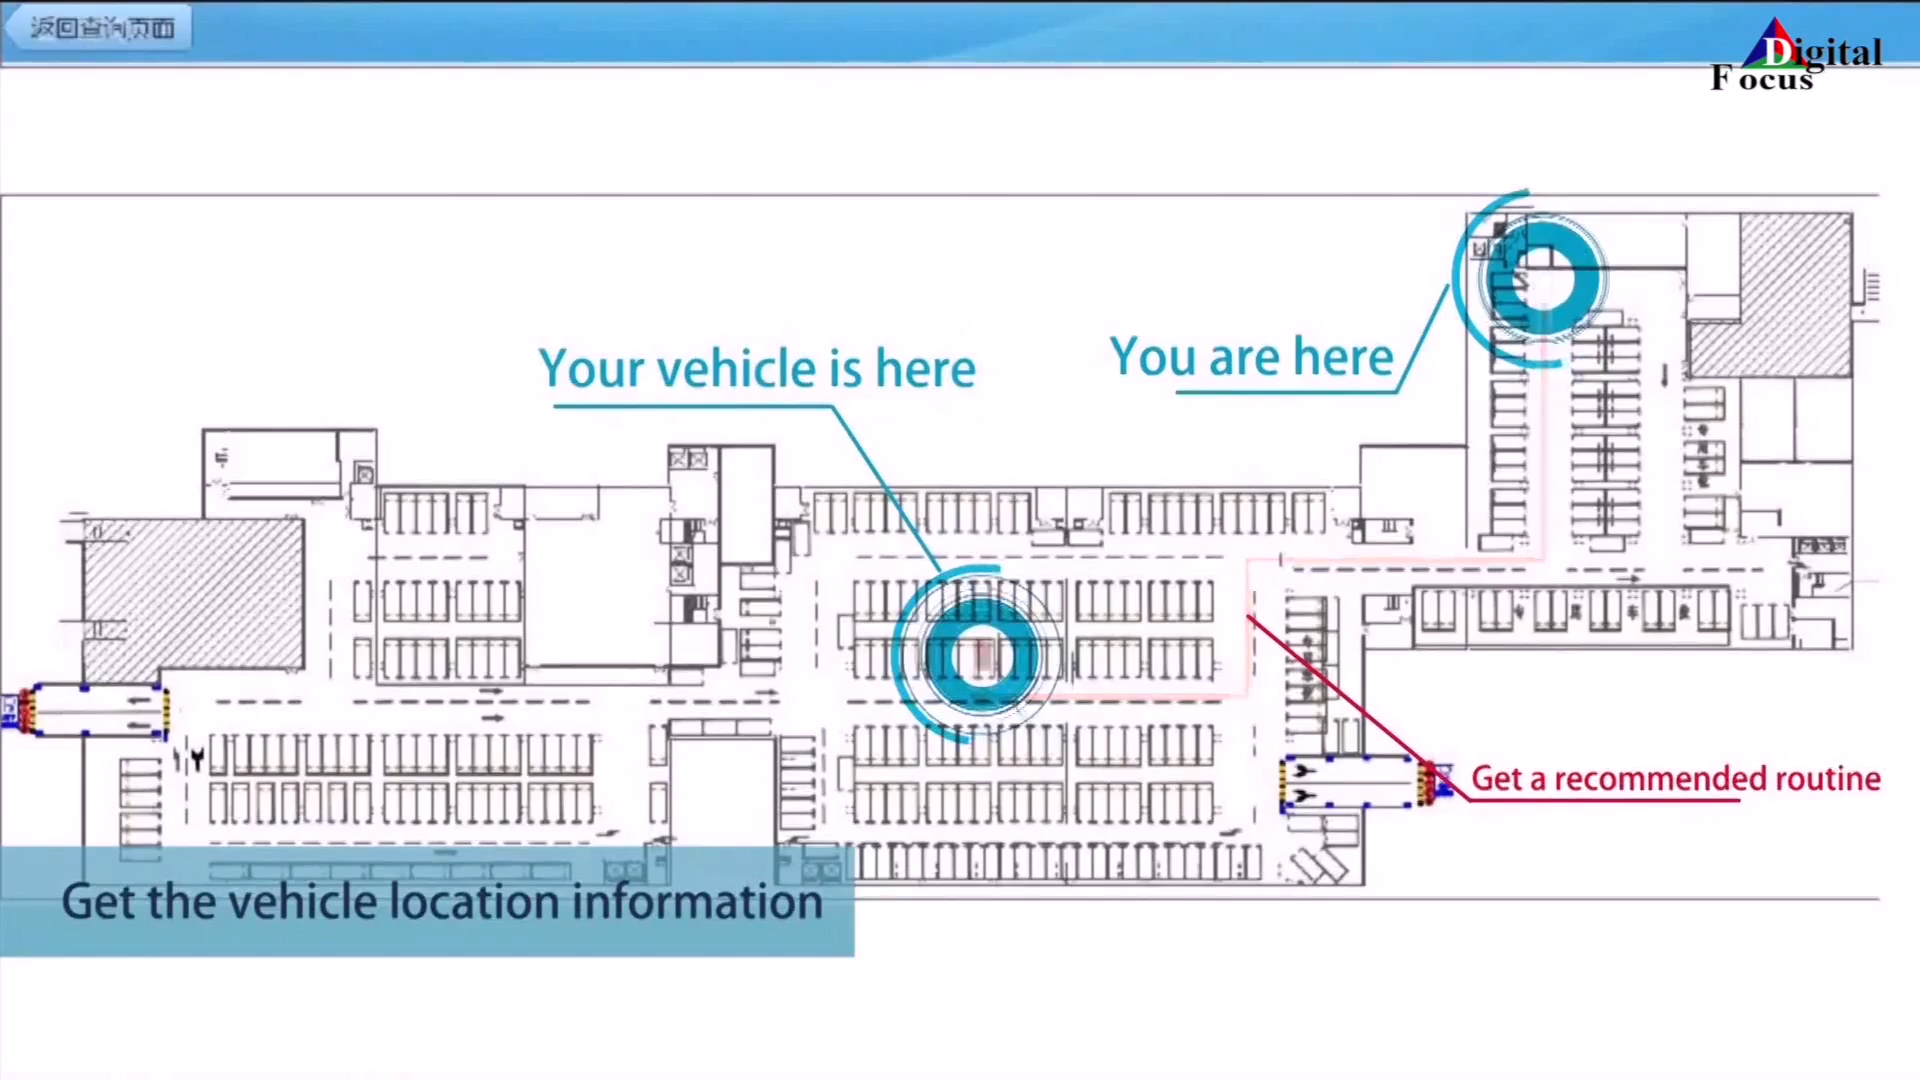 返回查询页面
Digital
Focus
You are here
Your vehicle is here
Get a recommended routine
Get the vehicle location information